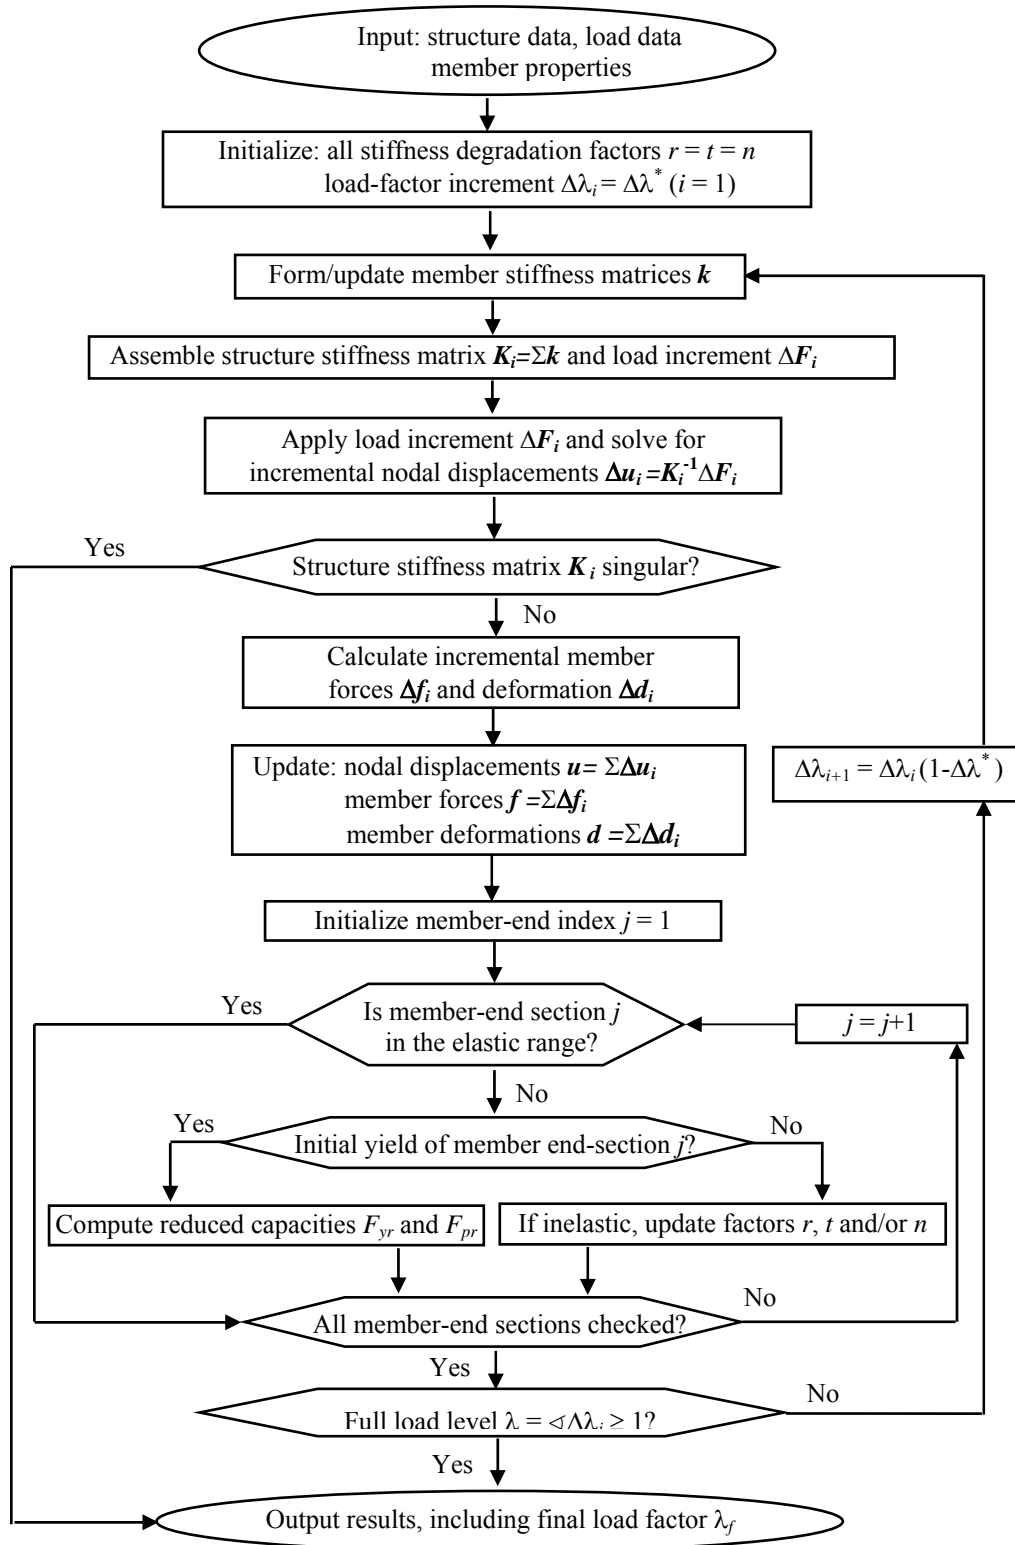 Input: structure data, load data
member properties
Initialize: all stiffness degradation factors r = t = n
load-factor increment Δλi = Δλ* (i = 1)
Form/update member stiffness matrices k
Assemble structure stiffness matrix Ki=Σk and load increment ΔFi
Apply load increment ΔFi and solve for
incremental nodal displacements Δui =Ki-1ΔFi
Yes
Structure stiffness matrix Ki singular?
No
Calculate incremental member
forces Δfi and deformation Δdi
Update: nodal displacements u= ΣΔui
member forces f =ΣΔfi
member deformations d =ΣΔdi
Δλi+1 = Δλi (1-Δλ*)
Initialize member-end index j = 1
Yes
Is member-end section j
in the elastic range?
j = j+1
No
Yes
Initial yield of member end-section j?
No
Compute reduced capacities Fyr and Fpr
If inelastic, update factors r, t and/or n
All member-end sections checked?
No
Yes
Full load level λ = ∢Δλi ≥ 1?
No
Yes
Output results, including final load factor λf